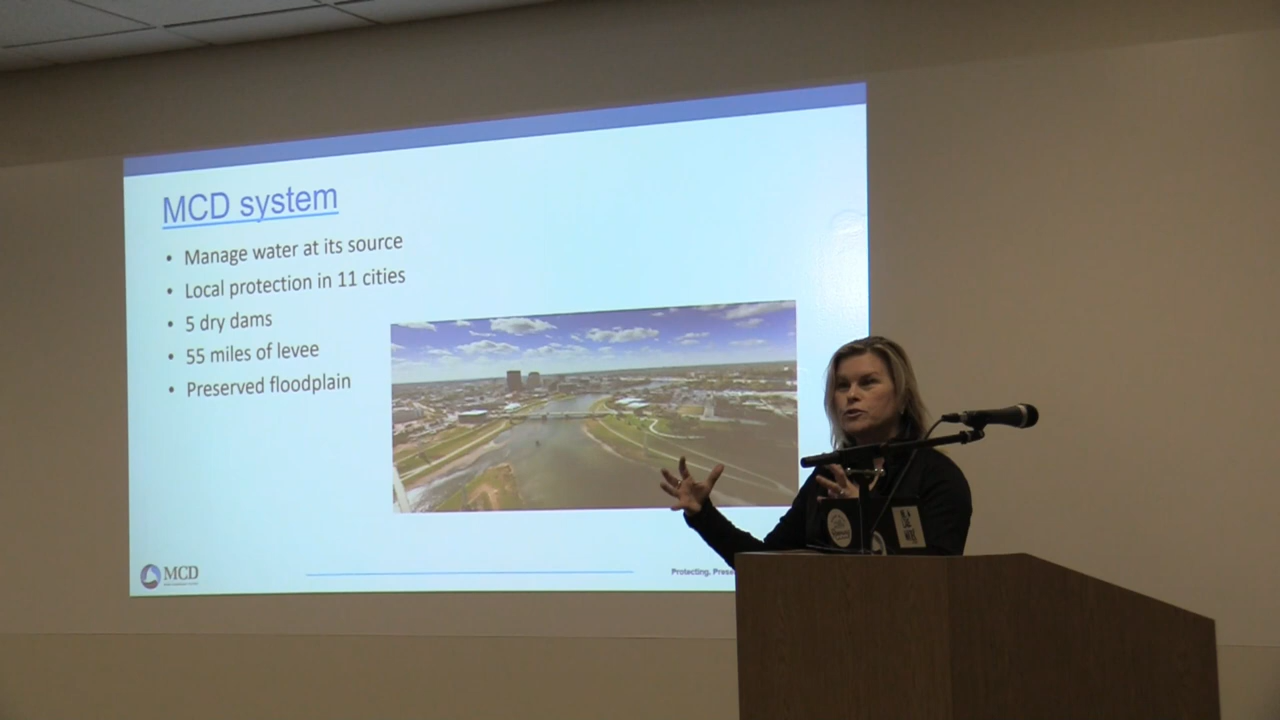 MCD system
• Manage water at its source
• Local protection in 11 cities
• 5 dry dams
• 55 miles of levee
• Preserved floodplain
MCD
Protecting.